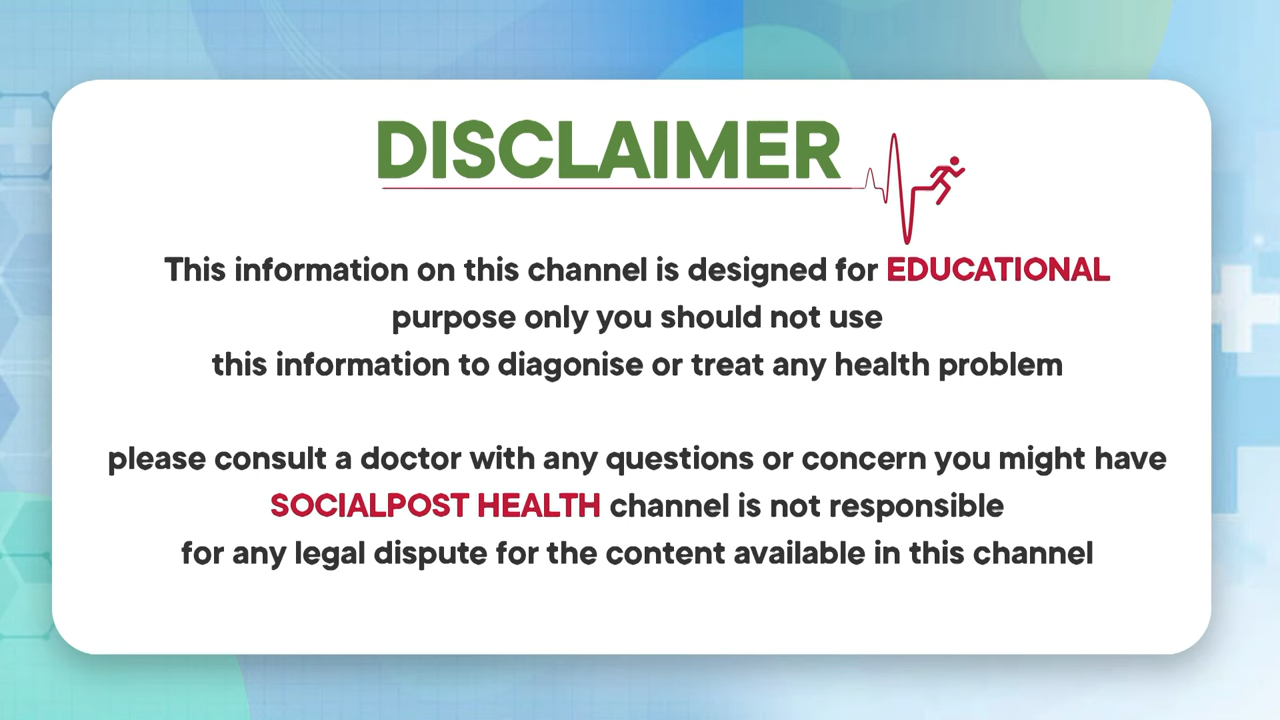 DISCLAIMER
This information on this channel is designed for EDUCATIONAL
purpose only you should not use
this information to diagonise or treat any health problem
please consult a doctor with any questions or concern you might have
SOCIALPOST HEALTH channel is not responsible
for any legal dispute for the content available in this channel